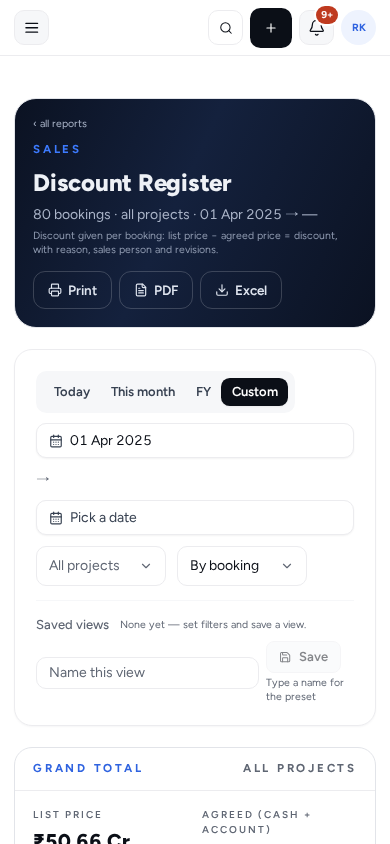 9+
RK
‹ all reports
SALES
Discount Register
80 bookings · all projects · 01 Apr 2025 → —
Discount given per booking: list price − agreed price = discount,
with reason, sales person and revisions.
Print PDF Excel
Today This month FY Custom
01 Apr 2025
→
Pick a date
All projects By booking
Saved views None yet — set filters and save a view.
Name this view Save
Type a name for
the preset
GRAND TOTAL ALL PROJECTS
LIST PRICE AGREED (CASH +
ACCOUNT)
₹50.66 Cr